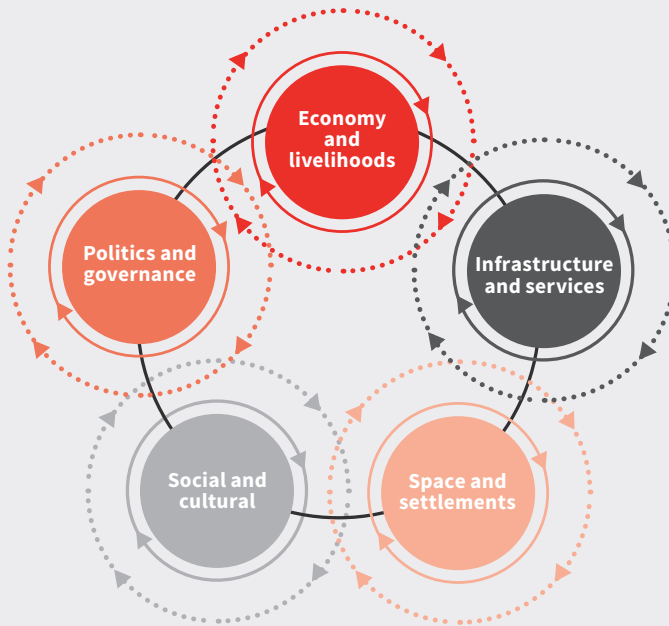 Economy
and
livelihoods
Politics and
governance
Infrastructure
and services
Social and
cultural
Space and
settlements